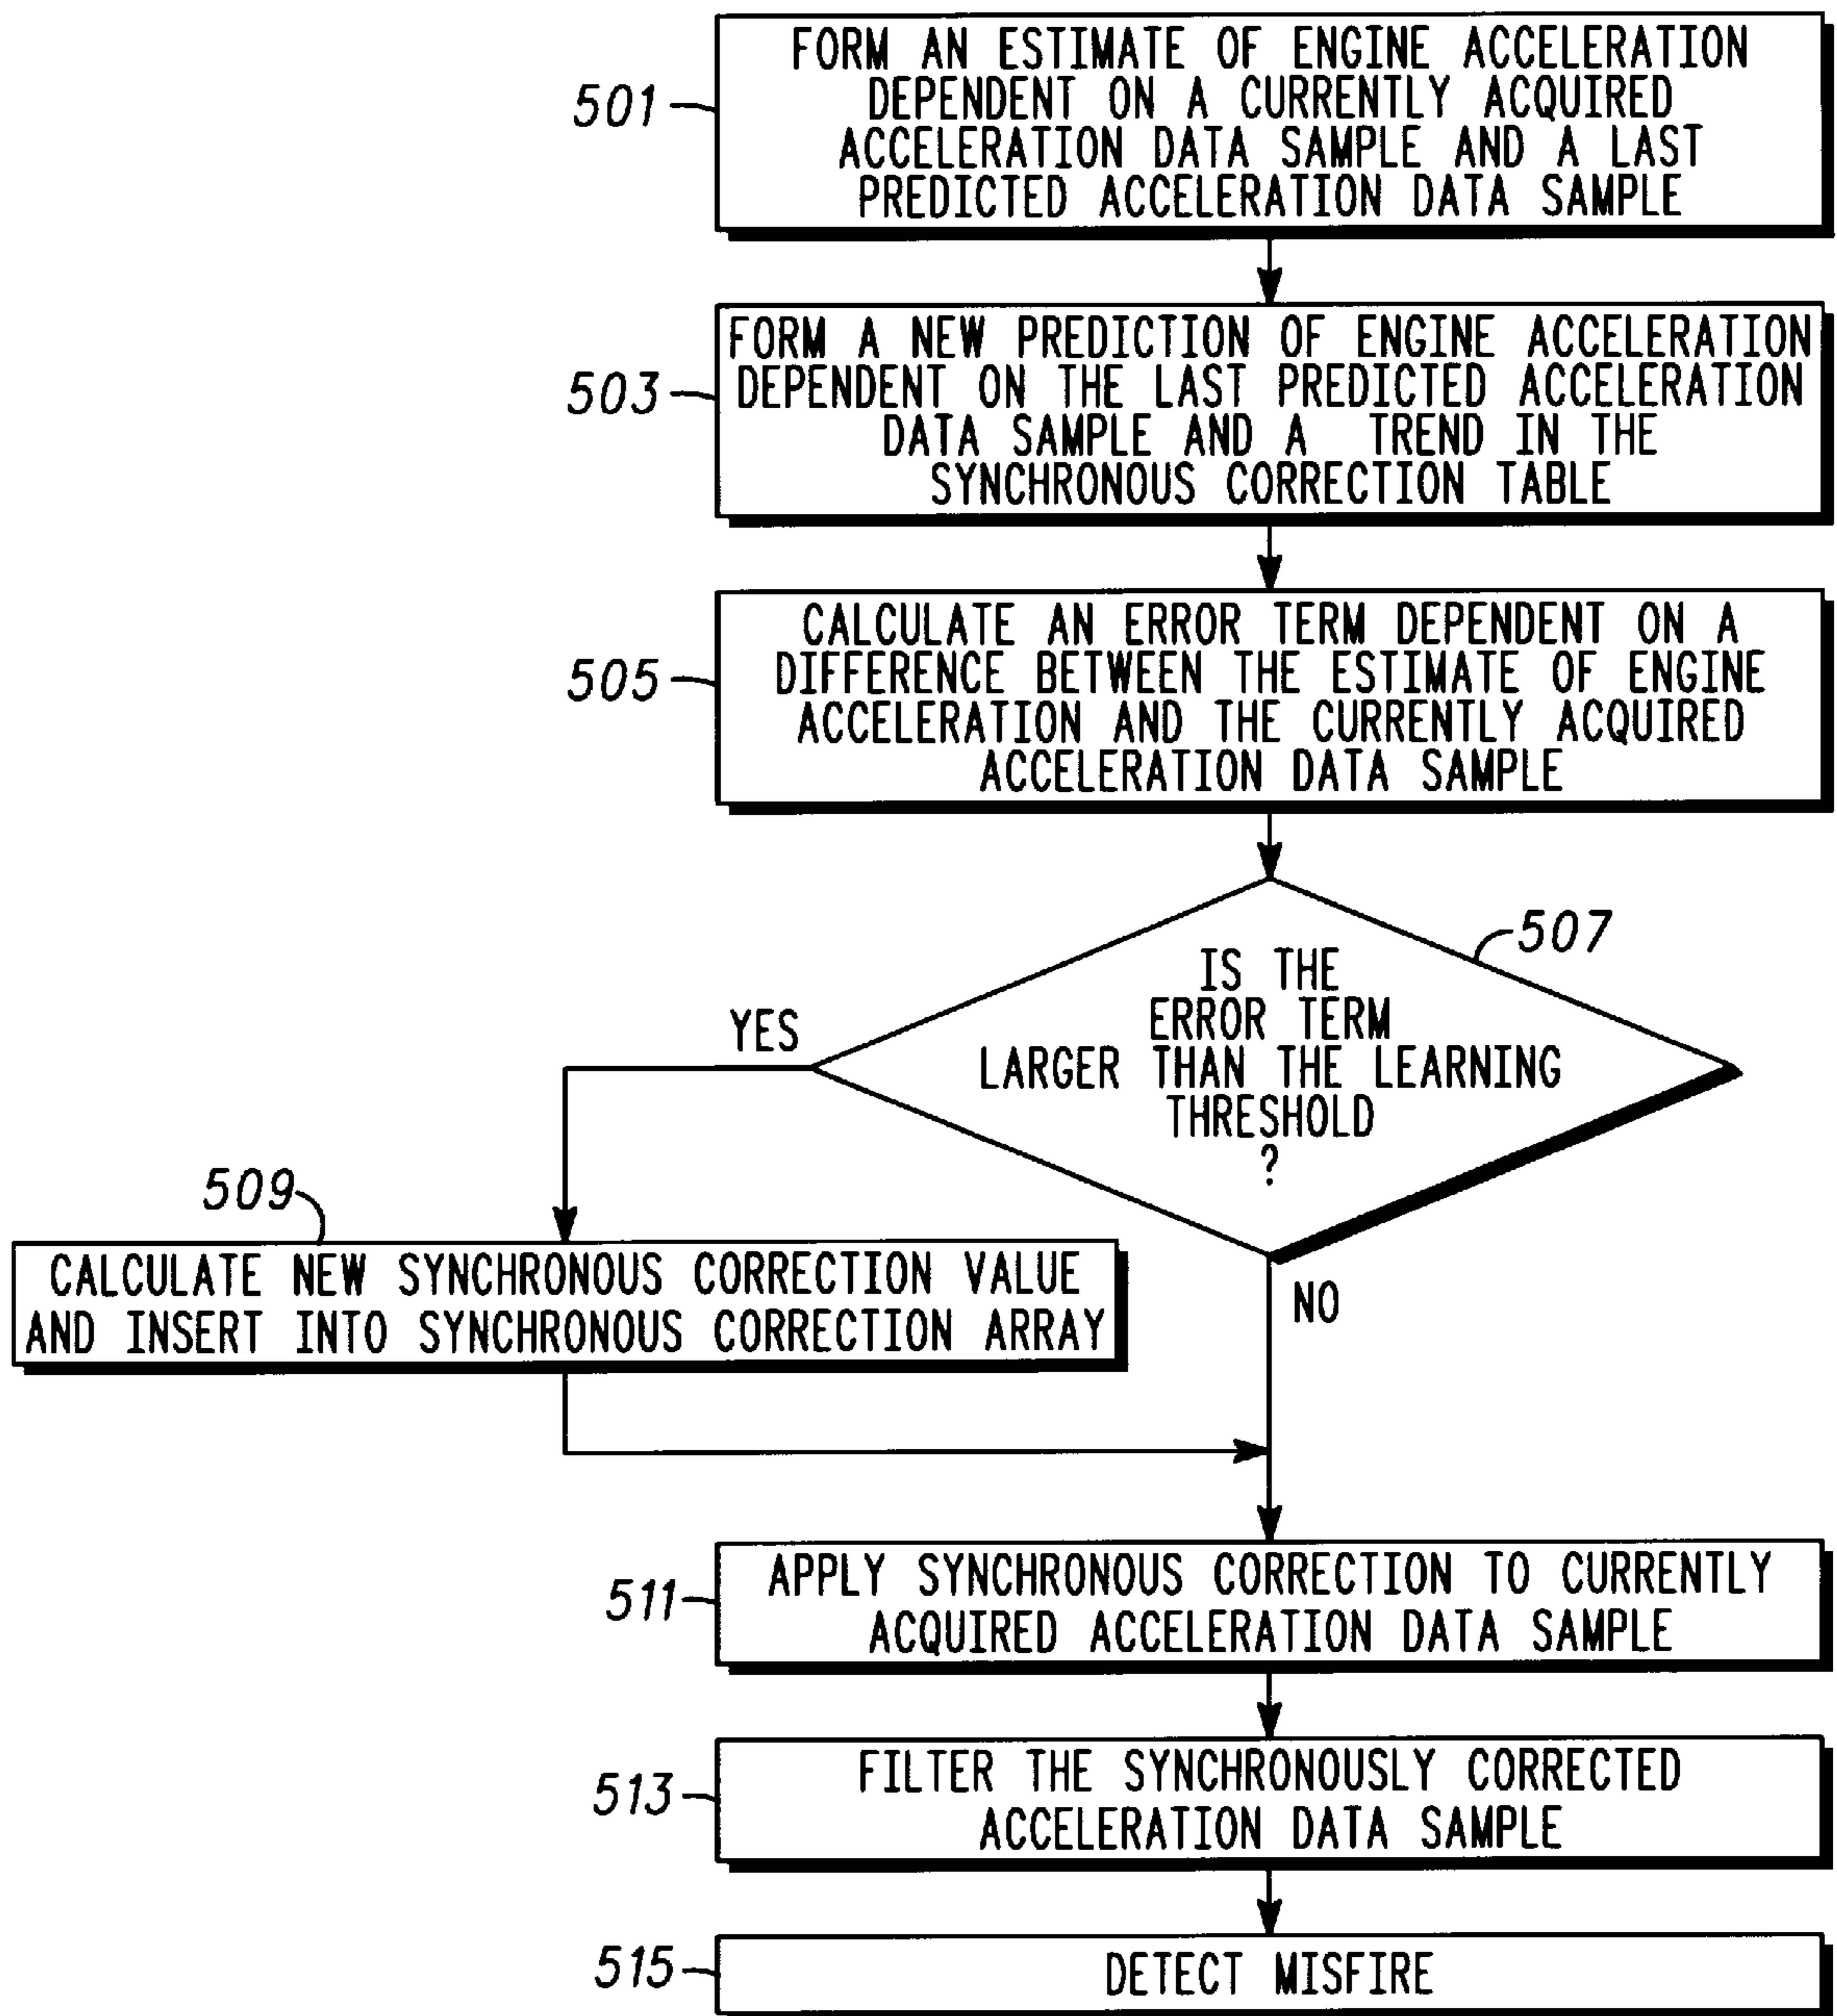 501
FORM AN ESTIMATE OF ENGINE ACCELERATION
DEPENDENT ON A CURRENTLY ACQUIRED
ACCELERATION DATA SAMPLE AND A LAST
PREDICTED ACCELERATION DATA SAMPLE
503
FORM A NEW PREDICTION OF ENGINE ACCELERATION
DEPENDENT ON THE LAST PREDICTED ACCELERATION
DATA SAMPLE AND A TREND IN THE
SYNCHRONOUS CORRECTION TABLE
505
CALCULATE AN ERROR TERM DEPENDENT ON A
DIFFERENCE BETWEEN THE ESTIMATE OF ENGINE
ACCELERATION AND THE CURRENTLY ACQUIRED
ACCELERATION DATA SAMPLE
507
IS THE
ERROR TERM
LARGER THAN THE LEARNING
THRESHOLD
?
YES
NO
509
CALCULATE NEW SYNCHRONOUS CORRECTION VALUE
AND INSERT INTO SYNCHRONOUS CORRECTION ARRAY
511
APPLY SYNCHRONOUS CORRECTION TO CURRENTLY
ACQUIRED ACCELERATION DATA SAMPLE
513
FILTER THE SYNCHRONOUSLY CORRECTED
ACCELERATION DATA SAMPLE
515
DETECT MISFIRE